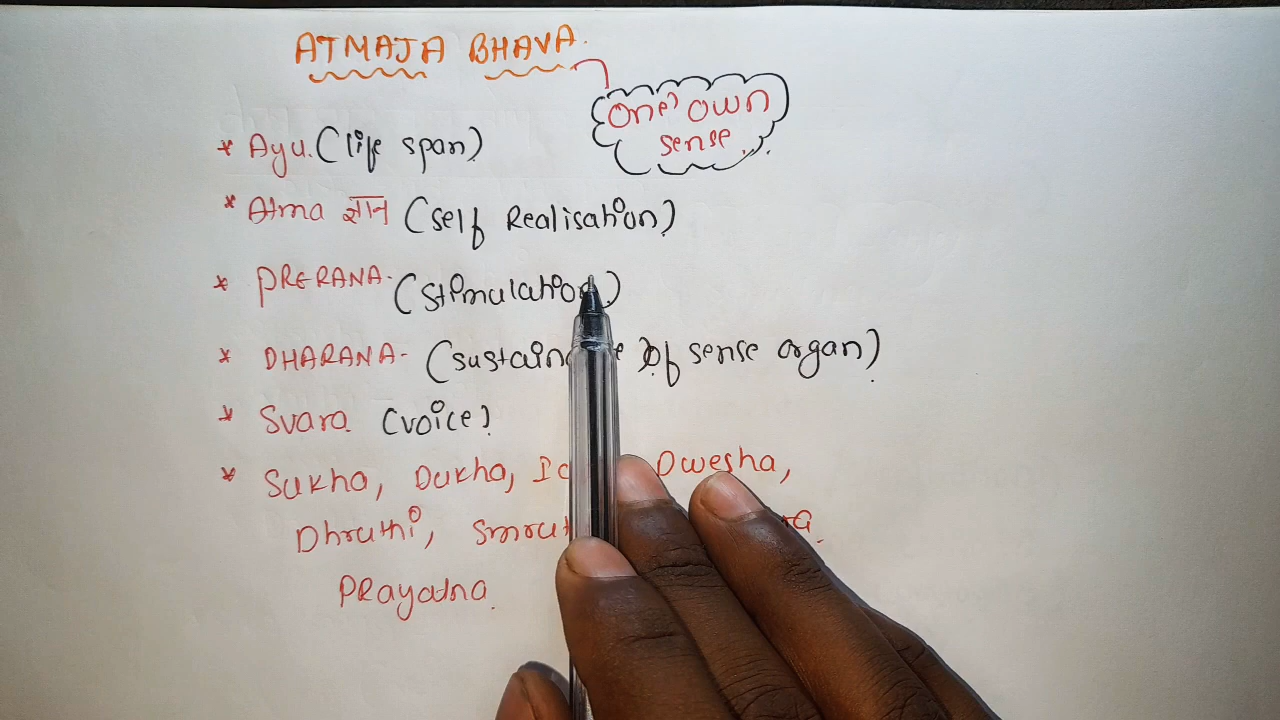 ATMAJA BHAVA.
one' own
sense..
* Ayu. (life span)
* Atma ज्ञान (self Realisation)
* PRERANA- (stimulation)
* DHARANA- (sustain of sense organ)
* Svara (voice)
* Sukha, Dukha, Dwesha,
Dhruthi,
PRayatna.